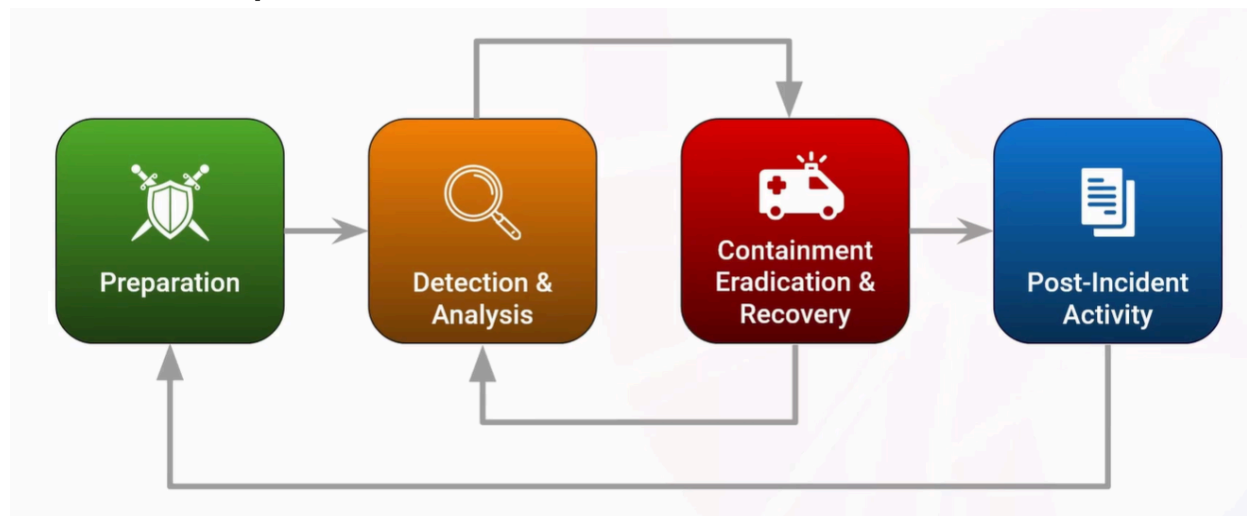 Preparation
Detection &
Analysis
Containment
Eradication &
Recovery
Post-Incident
Activity